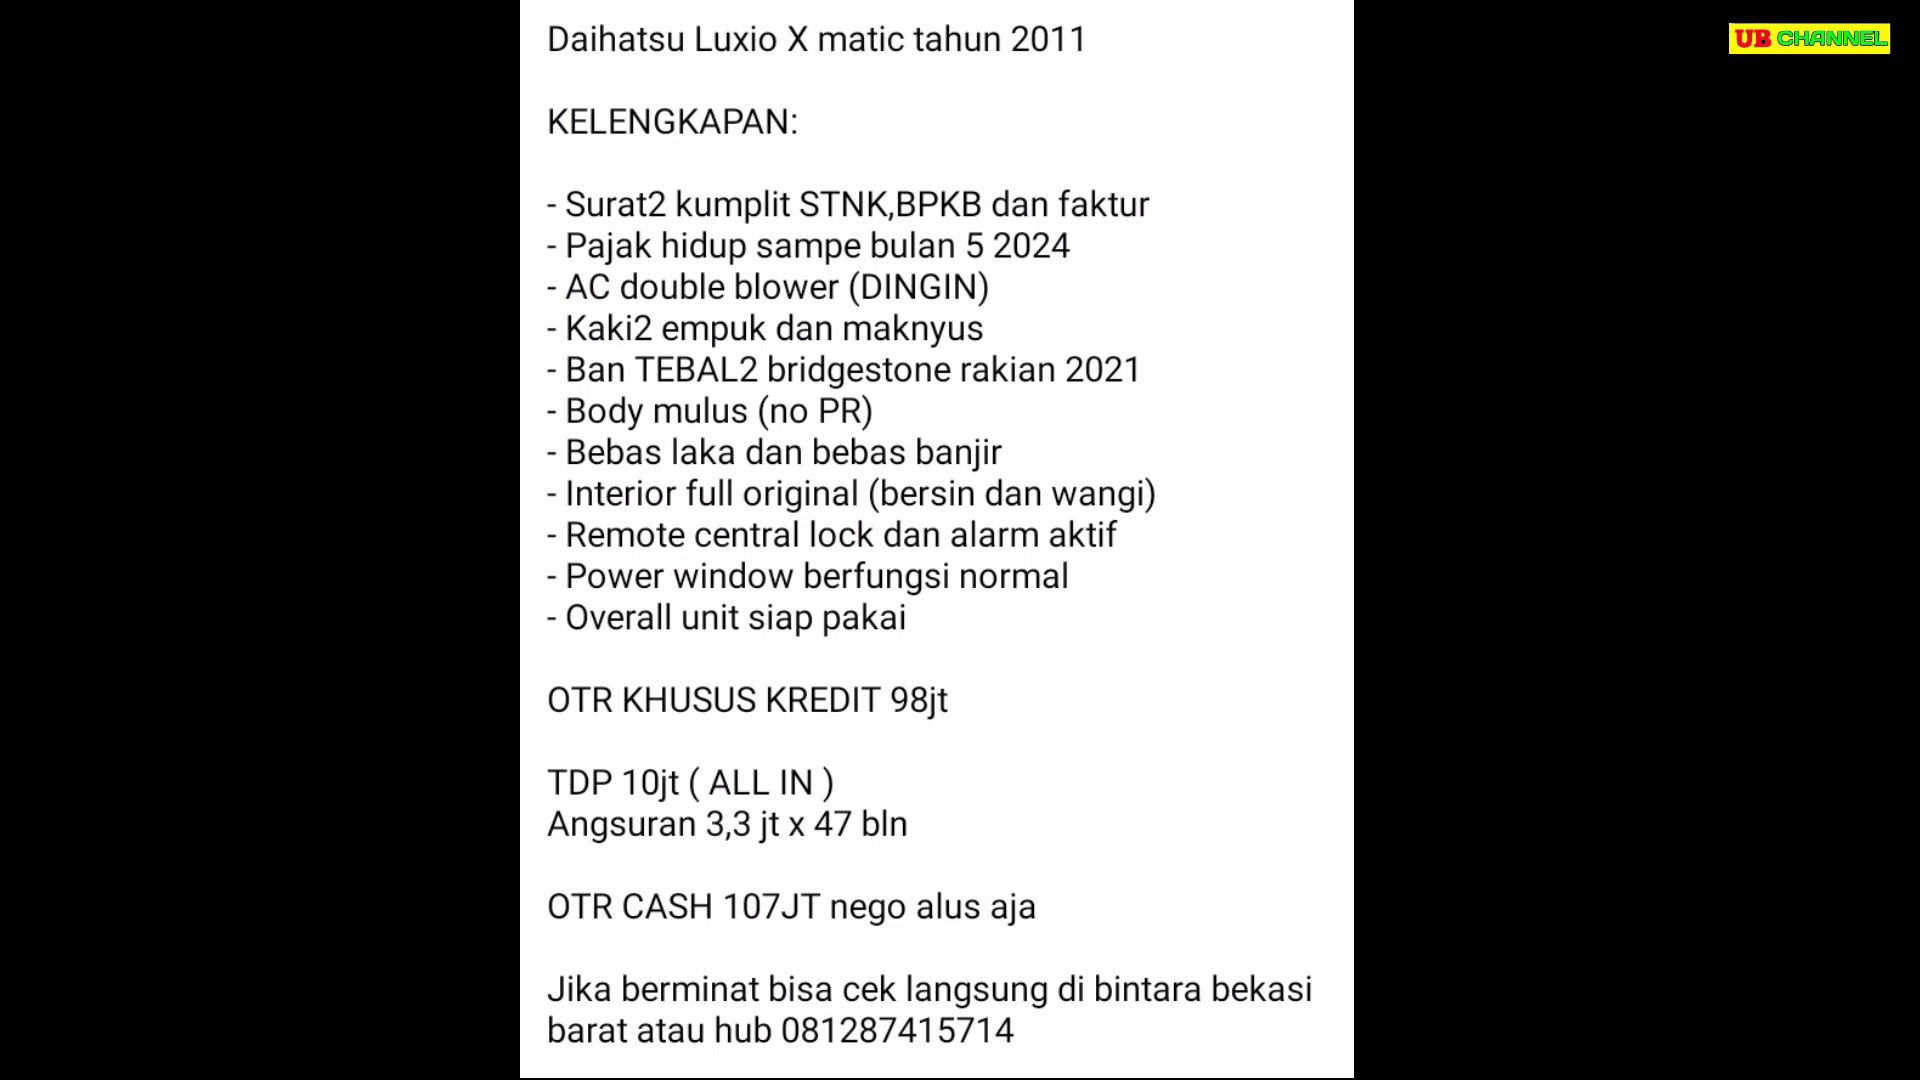 Daihatsu Luxio X matic tahun 2011
UB CHANNEL
KELENGKAPAN:
- Surat2 kumplit STNK,BPKB dan faktur
- Pajak hidup sampe bulan 5 2024
- AC double blower (DINGIN)
- Kaki2 empuk dan maknyus
- Ban TEBAL2 bridgestone rakian 2021
- Body mulus (no PR)
- Bebas laka dan bebas banjir
- Interior full original (bersin dan wangi)
- Remote central lock dan alarm aktif
- Power window berfungsi normal
- Overall unit siap pakai
OTR KHUSUS KREDIT 98jt
TDP 10jt ( ALL IN )
Angsuran 3,3 jt x 47 bln
OTR CASH 107JT nego alus aja
Jika berminat bisa cek langsung di bintara bekasi
barat atau hub 081287415714